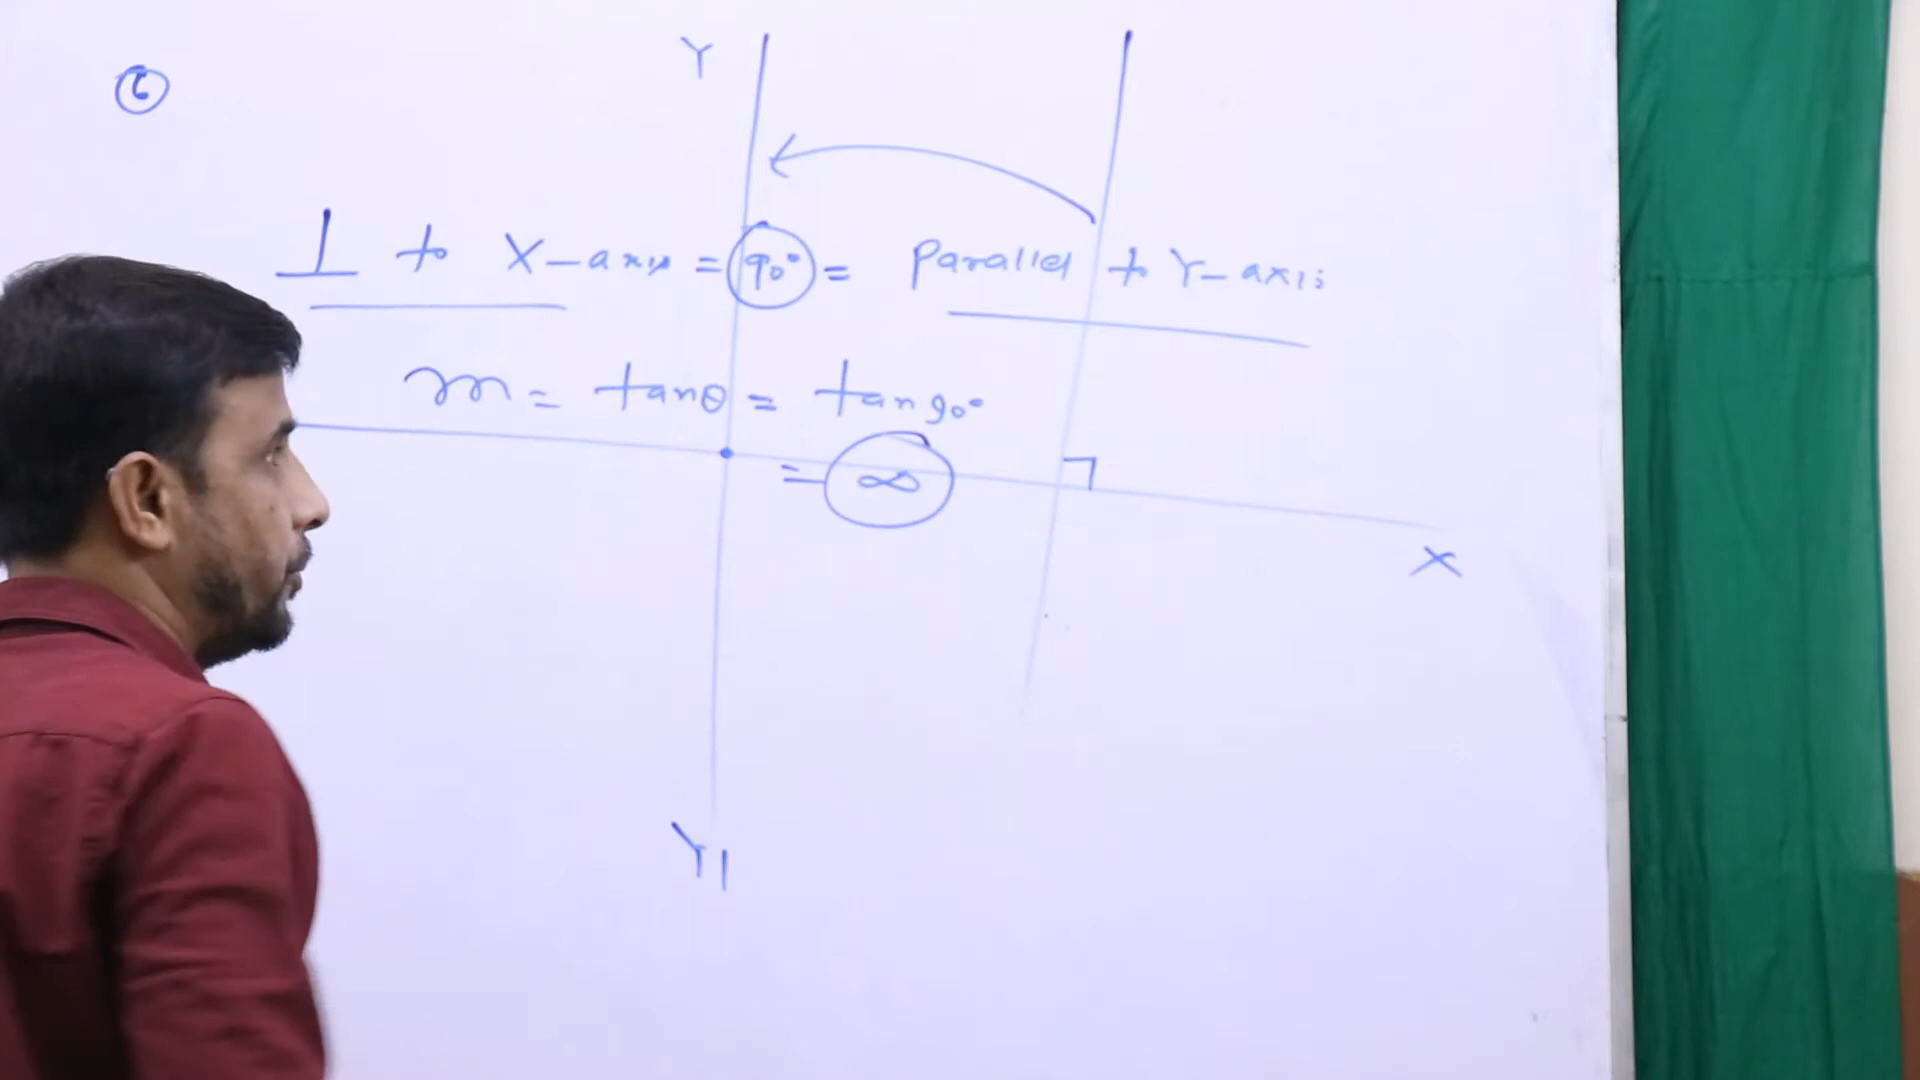 Y
6
⊥ to X-axis = 90° = Parallel to Y-axis
m = tanθ = tan90°
= ∞
X
Y1